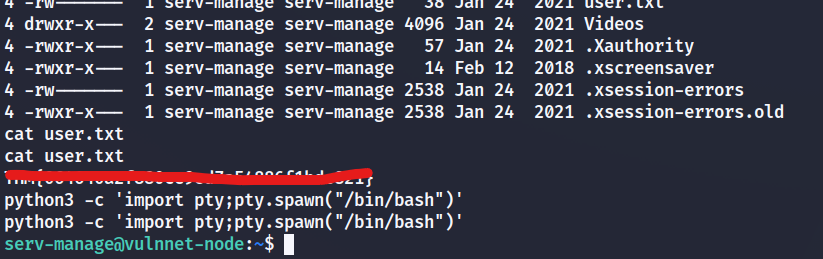 4 -rw------- 1 serv-manage serv-manage 38 Jan 24 2021 user.txt
4 drwxr-x--- 2 serv-manage serv-manage 4096 Jan 24 2021 Videos
4 -rwxr-x--- 1 serv-manage serv-manage 57 Jan 24 2021 .Xauthority
4 -rwxr-x--- 1 serv-manage serv-manage 14 Feb 12 2018 .xscreensaver
4 -rw------- 1 serv-manage serv-manage 2538 Jan 24 2021 .xsession-errors
4 -rwxr-x--- 1 serv-manage serv-manage 2538 Jan 24 2021 .xsession-errors.old
cat user.txt
cat user.txt
python3 -c 'import pty;pty.spawn("/bin/bash")'
python3 -c 'import pty;pty.spawn("/bin/bash")'
serv-manage@vulnnet-node:~$